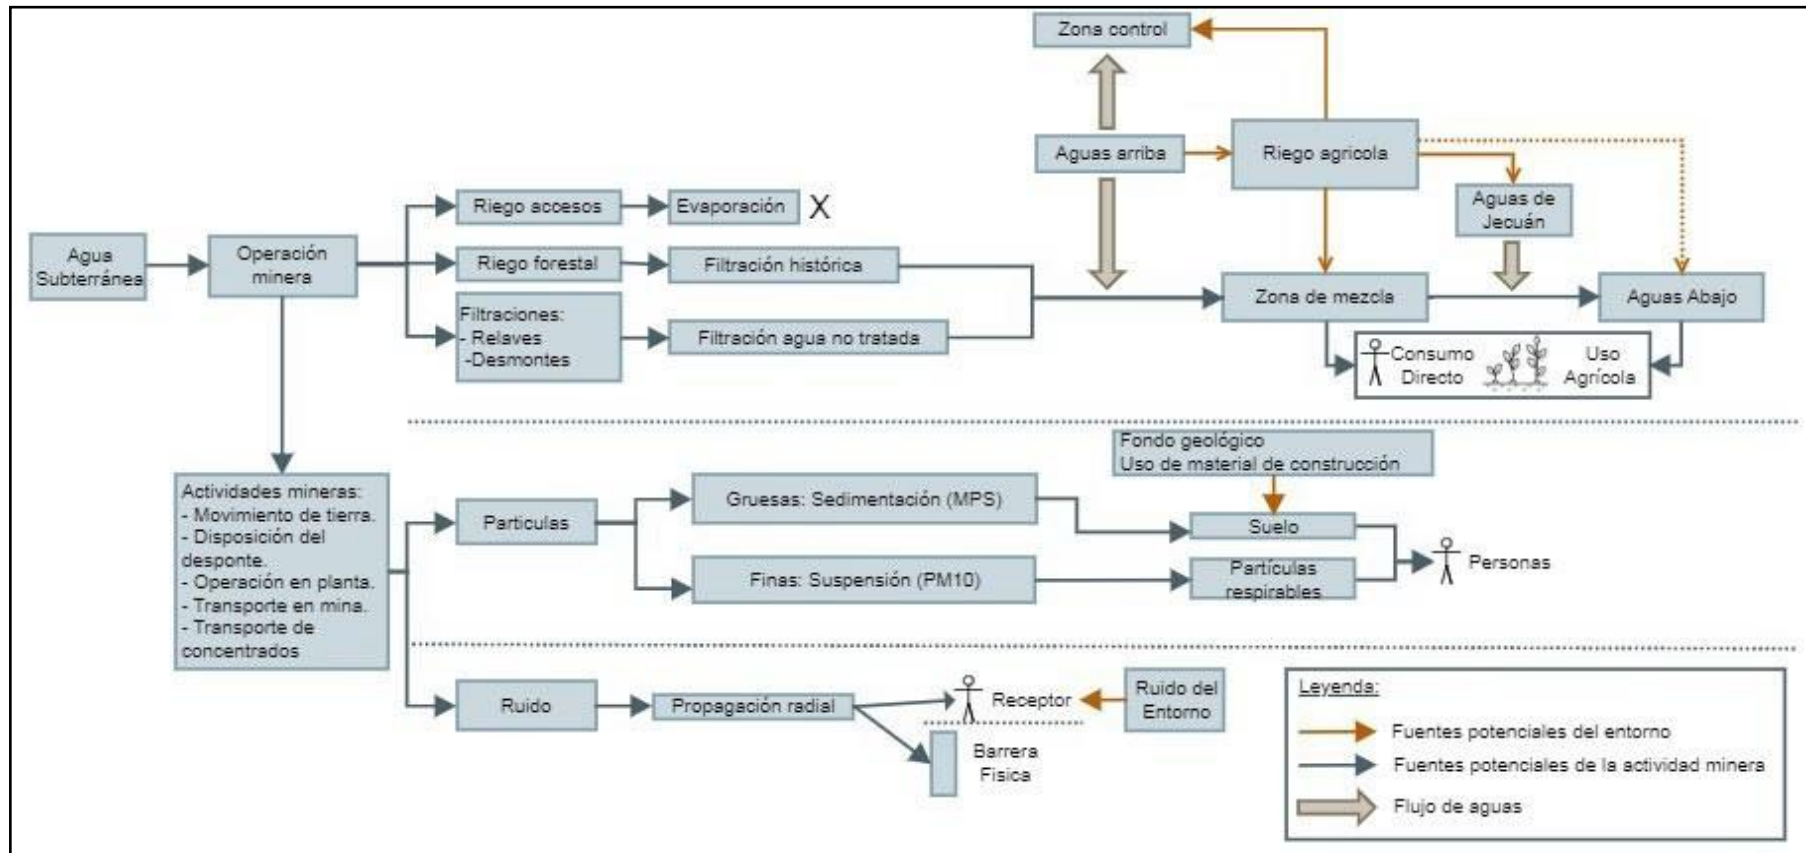 Zona control
Aguas arriba
Riego agricola
Aguas de
Jecuán
Riego accesos
Evaporación
X
Agua
Subterránea
Operación
minera
Riego forestal
Filtración histórica
Filtraciones:
- Relaves
-Desmontes
Filtración agua no tratada
Zona de mezcla
Aguas Abajo
Consumo
Directo
Uso
Agrícola
Fondo geológico
Uso de material de construcción
Actividades mineras:
- Movimiento de tierra.
- Disposición del
desponte.
- Operación en planta.
- Transporte en mina.
- Transporte de
concentrados
Particulas
Gruesas: Sedimentación (MPS)
Suelo
Finas: Suspensión (PM10)
Partículas
respirables
Personas
Ruido
Propagación radial
Receptor
Ruido del
Entorno
Barrera
Fisica
Leyenda:
Fuentes potenciales del entorno
Fuentes potenciales de la actividad minera
Flujo de aguas